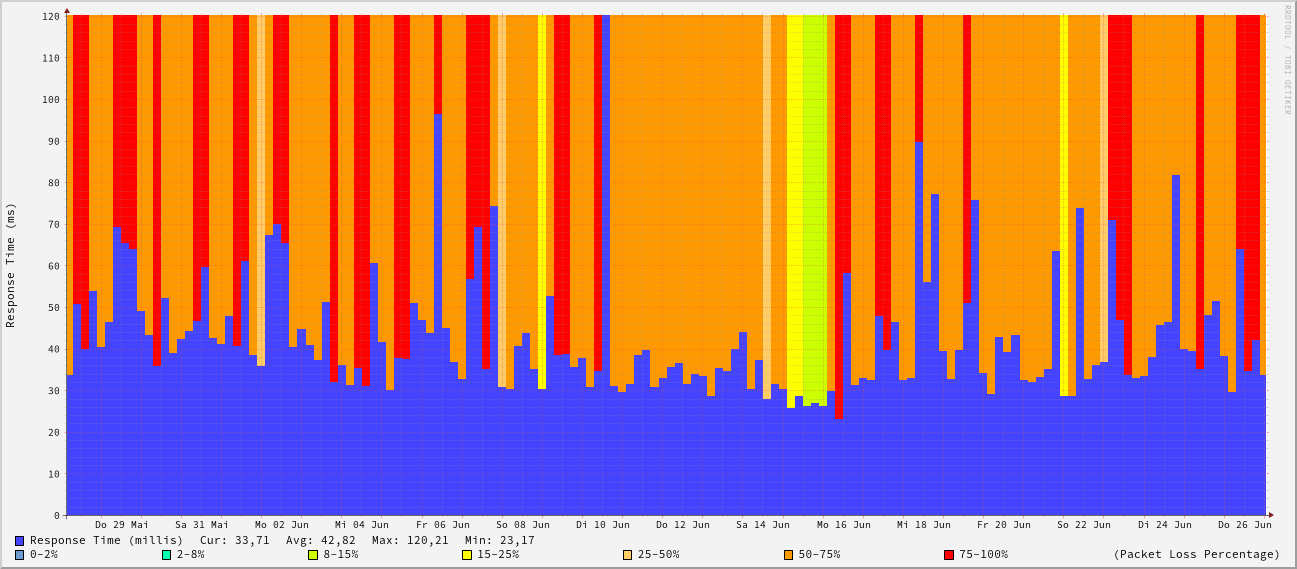 RRDTOOL / TOBI OETIKER
Response Time (ms)
120
110
100
90
80
70
60
50
40
30
20
10
0
Do 29 Mai Sa 31 Mai Mo 02 Jun Mi 04 Jun Fr 06 Jun So 08 Jun Di 10 Jun Do 12 Jun Sa 14 Jun Mo 16 Jun Mi 18 Jun Fr 20 Jun So 22 Jun Di 24 Jun Do 26 Jun
Response Time (millis) Cur: 33,71 Avg: 42,82 Max: 120,21 Min: 23,17
0-2% 2-8% 8-15% 15-25% 25-50% 50-75% 75-100% (Packet Loss Percentage)